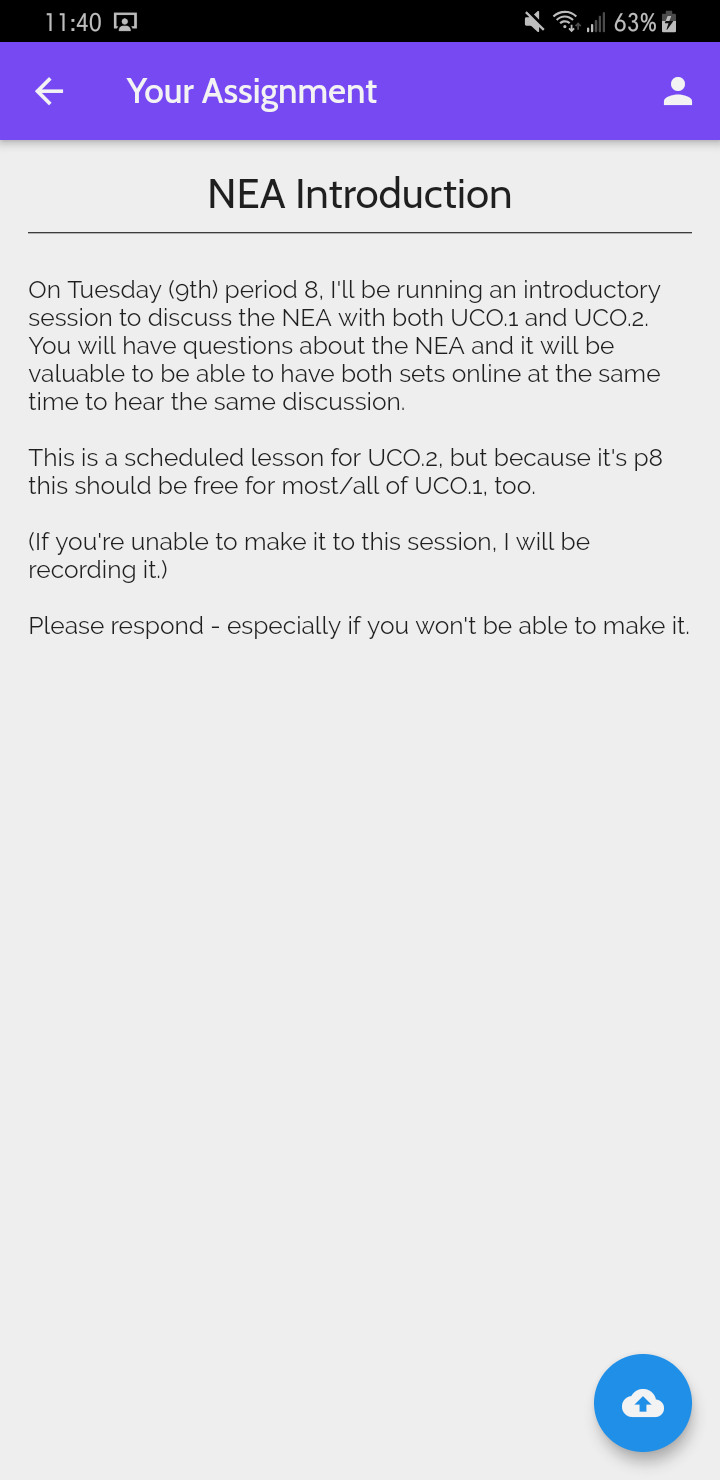 11:40
63%
Your Assignment
NEA Introduction
On Tuesday (9th) period 8, I'll be running an introductory
session to discuss the NEA with both UCO.1 and UCO.2.
You will have questions about the NEA and it will be
valuable to be able to have both sets online at the same
time to hear the same discussion.
This is a scheduled lesson for UCO.2, but because it's p8
this should be free for most/all of UCO.1, too.
(If you're unable to make it to this session, I will be
recording it.)
Please respond - especially if you won't be able to make it.